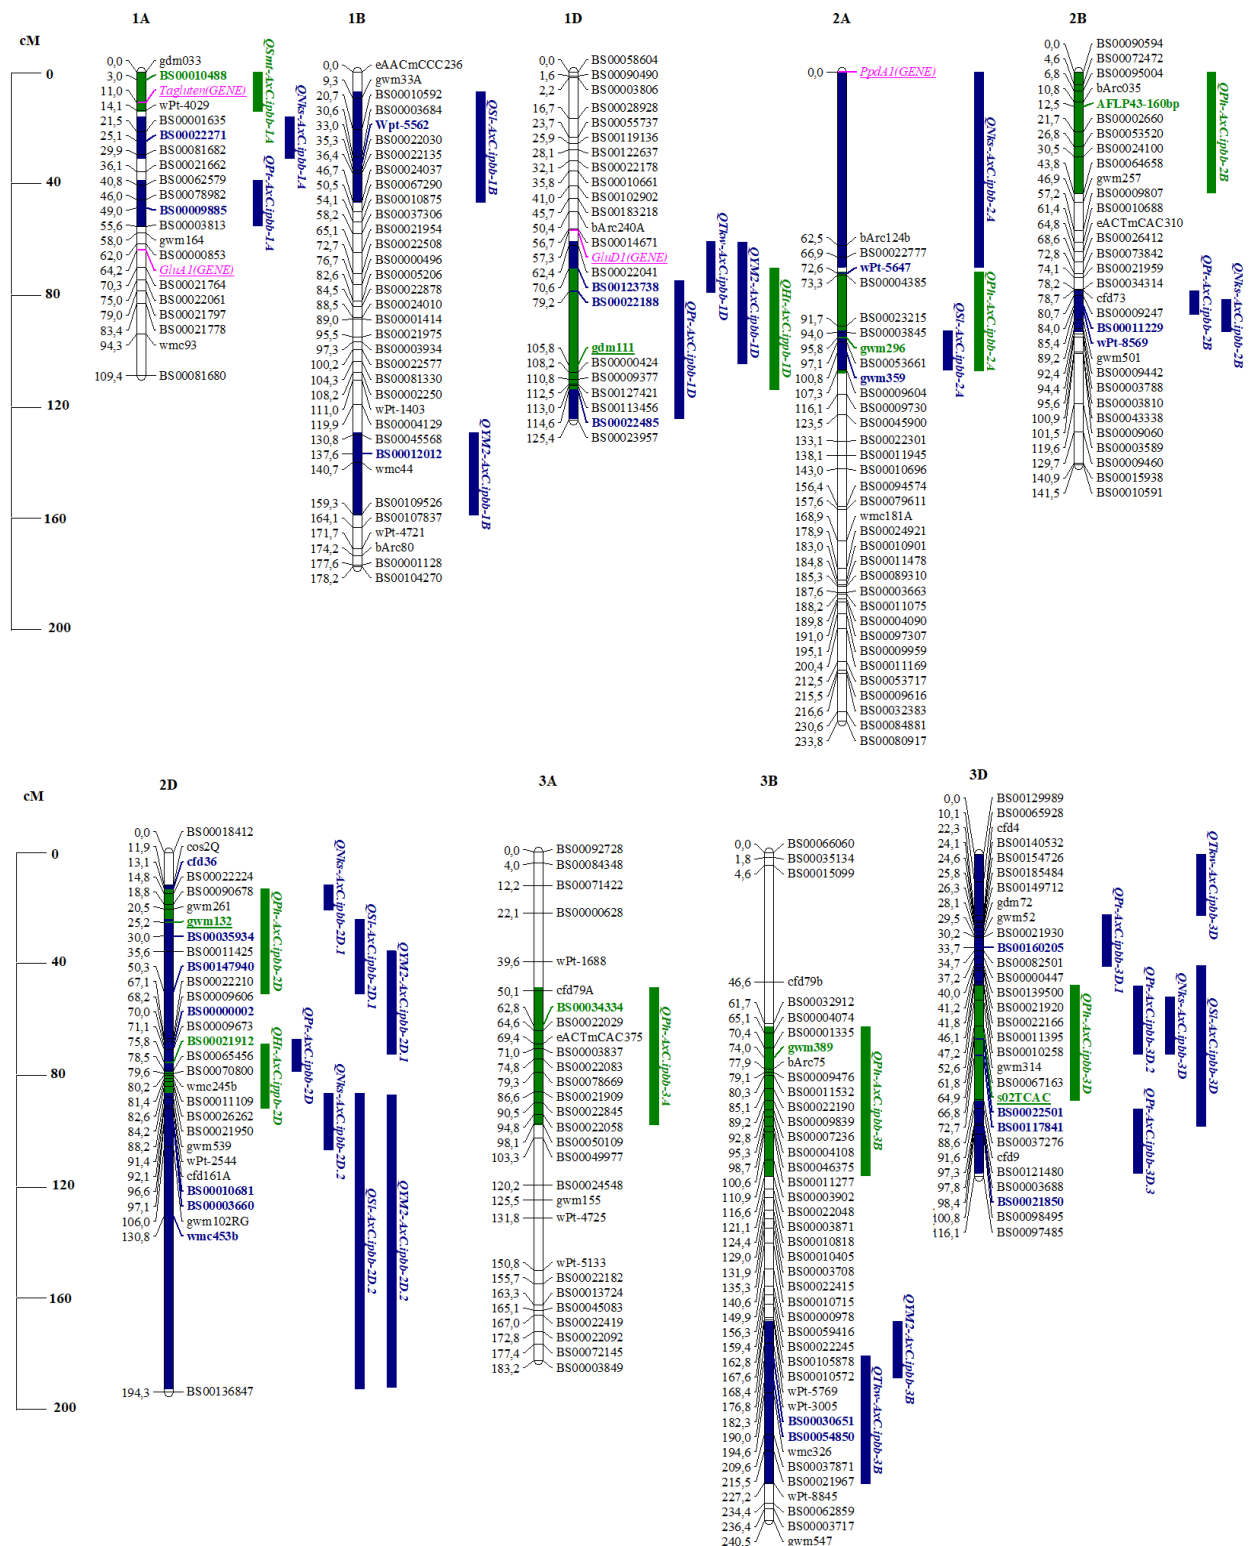 1A
1B
1D
2A
2B
cM
0
40
80
120
160
200
0,0 gdm033
3,0 BS00010488
11,0 Tagluten(GENE)
14,1 wPt-4029
21,5 BS00001635
25,1 BS00022271
29,9 BS00081682
36,1 BS00021662
40,8 BS00062579
46,0 BS00078982
49,0 BS00009885
55,6 BS00003813
58,0 gwm164
62,0 BS00000853
64,2 GluA1(GENE)
70,3 BS00021764
75,0 BS00022061
79,0 BS00021797
83,4 BS00021778
94,3 wmc93
109,4 BS00081680
QSmt-AxC.ipbb-1A
QNks-AxC.ipbb-1A
QPt-AxC.ipbb-1A
0,0 eAACmCCC236
9,3 gwm33A
20,7 BS00010592
30,6 BS00003684
33,0 Wpt-5562
35,3 BS00022030
36,4 BS00022135
46,7 BS00024037
50,5 BS00067290
54,1 BS00010875
58,2 BS00037306
65,1 BS00021954
72,7 BS00022508
76,7 BS00000496
82,6 BS00005206
84,5 BS00022878
88,5 BS00024010
89,0 BS00001414
95,5 BS00021975
97,3 BS00003934
100,2 BS00022577
104,3 BS00081330
108,2 BS00002250
111,0 wPt-1403
119,9 BS00004129
130,8 BS00045568
137,6 BS00012012
140,7 wmc44
159,3 BS00109526
164,1 BS00107837
171,7 wPt-4721
174,2 bArc80
177,6 BS00001128
178,2 BS00104270
QSl-AxC.ipbb-1B
QYM2-AxC.ipbb-1B
0,0 BS00058604
1,6 BS00090490
2,2 BS00003806
16,7 BS00028928
23,7 BS00055737
25,9 BS00119136
28,1 BS00122637
32,1 BS00022178
35,8 BS00010661
41,0 BS00102902
45,7 BS00183218
50,4 bArc240A
56,7 BS00014671
57,3 GluD1(GENE)
62,4 BS00022041
70,6 BS00123738
79,2 BS00022188
105,8 gdm111
108,2 BS00000424
110,8 BS00009377
112,5 BS00127421
113,0 BS00113456
114,6 BS00022485
125,4 BS00023957
QPt-AxC.ipbb-1D
QTkw-AxC.ipbb-1D
QYM2-AxC.ipbb-1D
QHt-AxC.ippb-1D
0,0 PpdA1(GENE)
62,5 bArc124b
66,9 BS00022777
72,6 wPt-5647
73,3 BS00004385
91,7 BS00023215
94,0 BS00003845
95,8 gwm296
97,1 BS00053661
100,8 gwm359
107,3 BS00009604
116,1 BS00009730
123,5 BS00045900
133,1 BS00022301
138,1 BS00011945
143,0 BS00010696
156,4 BS00094574
157,6 BS00079611
168,9 wmc181A
178,9 BS00024921
183,0 BS00010901
184,8 BS00011478
185,3 BS00089310
187,6 BS00003663
188,2 BS00011075
189,8 BS00004090
191,0 BS00097307
195,1 BS00009959
200,4 BS00011169
212,5 BS00053717
215,5 BS00009616
216,6 BS00032383
230,6 BS00084881
233,8 BS00080917
QSl-AxC.ipbb-2A
QNks-AxC.ipbb-2A
QPh-AxC.ipbb-2A
0,0 BS00090594
5,6 BS00072472
6,8 BS00095004
10,8 bArc035
12,5 AFLP43-160bp
21,7 BS00002660
26,8 BS00053520
30,5 BS00024100
43,8 BS00064658
46,9 gwm257
57,2 BS00009807
61,4 BS00010688
64,8 eACTmCAC310
68,6 BS00026412
72,8 BS00073842
74,1 BS00021959
78,2 BS00034314
78,7 cfd73
80,7 BS00009247
84,0 BS00011229
85,4 wPt-8569
89,2 gwm501
92,4 BS00009442
94,4 BS00003788
95,6 BS00003810
100,9 BS00043338
101,5 BS00009060
119,6 BS00003589
129,7 BS00009460
140,9 BS00015938
141,5 BS00010591
QPh-AxC.ipbb-2B
QPt-AxC.ipbb-2B
QNks-AxC.ipbb-2B
2D
3A
3B
3D
cM
0
40
80
120
160
200
0,0 BS00018412
11,9 cos2Q
13,1 cfd36
14,8 BS00022224
18,8 BS00090678
20,5 gwm261
25,2 gwm132
30,0 BS00035934
35,6 BS00011425
50,3 BS00147940
67,1 BS00022210
68,2 BS00009606
70,0 BS00000002
71,1 BS00009673
75,8 BS00021912
78,5 BS00065456
79,6 BS00070800
80,2 wmc245b
81,4 BS00011109
82,6 BS00026262
84,2 BS00021950
88,2 gwm539
91,4 wPt-2544
92,1 cfd161A
96,6 BS00010681
97,1 BS00003660
106,0 gwm102RG
130,8 wmc453b
194,3 BS00136847
QPh-AxC.ipbb-2D
QHt-AxC.ippb-2D
QPt-AxC.ipbb-2D
QNks-AxC.ipbb-2D.1
QNks-AxC.ipbb-2D.2
QSl-AxC.ipbb-2D.1
QSl-AxC.ipbb-2D.2
QYM2-AxC.ipbb-2D.1
QYM2-AxC.ipbb-2D.2
0,0 BS00092728
4,0 BS00084348
12,2 BS00071422
22,1 BS00000628
39,6 wPt-1688
50,1 cfd79A
62,8 BS00034334
64,6 BS00022029
69,4 eACTmCAC375
71,0 BS00003837
74,8 BS00022083
79,3 BS00078669
86,6 BS00021909
90,5 BS00022845
94,8 BS00022058
98,1 BS00050109
103,3 BS00049977
120,2 BS00024548
125,5 gwm155
131,8 wPt-4725
150,8 wPt-5133
155,7 BS00022182
163,3 BS00013724
165,1 BS00045083
167,0 BS00022419
172,8 BS00022092
177,4 BS00072145
183,2 BS00003849
QPh-AxC.ipbb-3A
0,0 BS00066060
1,8 BS00035134
4,6 BS00015099
46,6 cfd79b
61,7 BS00032912
65,1 BS00004074
70,4 BS00001335
74,0 gwm389
77,9 bArc75
79,1 BS00009476
80,3 BS00011532
85,1 BS00022190
89,2 BS00009839
92,8 BS00007236
95,3 BS00004108
98,7 BS00046375
100,6 BS00011277
110,9 BS00003902
116,6 BS00022048
121,1 BS00003871
124,4 BS00010818
129,0 BS00010405
131,9 BS00003708
135,3 BS00022415
140,6 BS00010715
149,9 BS00000978
156,3 BS00059416
159,4 BS00022245
162,8 BS00105878
167,6 BS00010572
168,4 wPt-5769
176,8 wPt-3005
182,3 BS00030651
190,0 BS00054850
194,6 wmc326
209,6 BS00037871
215,5 BS00021967
227,2 wPt-8845
234,4 BS00062859
236,4 BS00003717
240,5 gwm547
QPh-AxC.ipbb-3B
QTkw-AxC.ipbb-3B
QYM2-AxC.ipbb-3B
0,0 BS00129989
10,1 BS00065928
22,3 cfd4
24,1 BS00140532
24,6 BS00154726
25,8 BS00185484
26,3 BS00149712
28,1 gdm72
29,5 gwm52
30,2 BS00021930
33,7 BS00160205
34,7 BS00082501
37,2 BS00000447
40,0 BS00139500
41,2 BS00021920
41,8 BS00022166
46,1 BS00011395
47,2 BS00010258
52,6 gwm314
61,8 BS00067163
64,9 s02TCAC
66,8 BS00022501
72,7 BS00117841
88,6 BS00037276
91,6 cfd9
97,3 BS00121480
97,8 BS00003688
98,4 BS00021850
100,8 BS00098495
116,1 BS00097485
QPh-AxC.ipbb-3D
QPt-AxC.ipbb-3D.1
QPt-AxC.ipbb-3D.2
QPt-AxC.ipbb-3D.3
QNks-AxC.ipbb-3D
QTkw-AxC.ipbb-3D
QSl-AxC.ipbb-3D